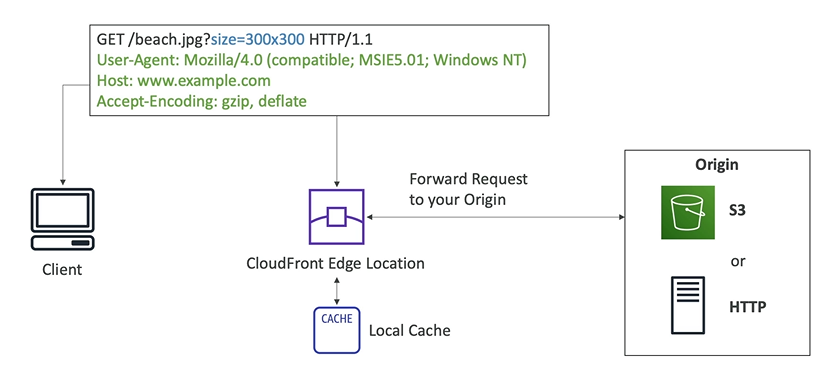 GET /beach.jpg?size=300x300 HTTP/1.1
User-Agent: Mozilla/4.0 (compatible; MSIE5.01; Windows NT)
Host: www.example.com
Accept-Encoding: gzip, deflate
Client
CloudFront Edge Location
CACHE
Local Cache
Forward Request
to your Origin
Origin
S3
or
HTTP